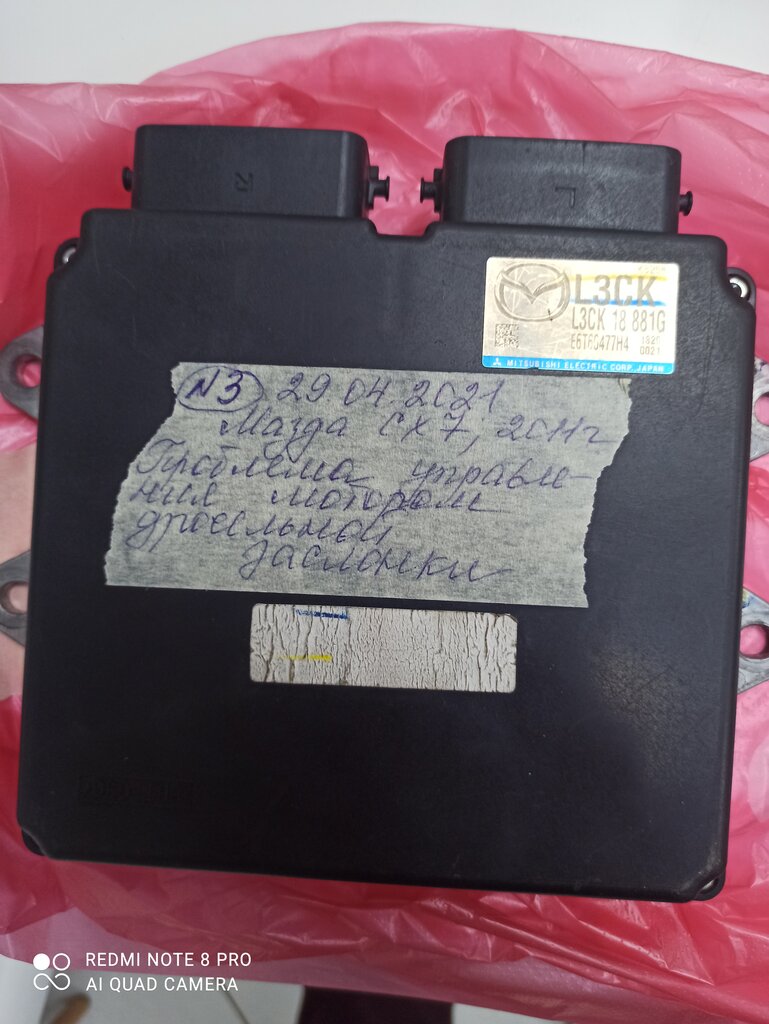 L
L3CK
L3CK 18 881G
E6T60477H4
MITSUBISHI ELECTRIC CORP. JAPAN
N3 29 04 2021
Мазда CX7, 2011г
Проблема управле-
ния мотором
дроссельной
заслонки
REDMI NOTE 8 PRO
AI QUAD CAMERA